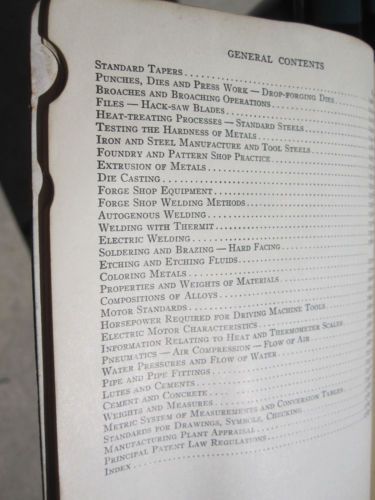 GENERAL CONTENTS
STANDARD TAPERS
PUNCHES, DIES AND PRESS WORK — DROP-FORGING DIES
BROACHES AND BROACHING OPERATIONS
FILES — HACK-SAW BLADES
HEAT-TREATING PROCESSES — STANDARD STEELS
TESTING THE HARDNESS OF METALS
IRON AND STEEL MANUFACTURE AND TOOL STEELS
FOUNDRY AND PATTERN SHOP PRACTICE
EXTRUSION OF METALS
DIE CASTING
FORGE SHOP EQUIPMENT
FORGE SHOP WELDING METHODS
AUTOGENOUS WELDING
WELDING WITH THERMIT
ELECTRIC WELDING
SOLDERING AND BRAZING — HARD FACING
ETCHING AND ETCHING FLUIDS
COLORING METALS
PROPERTIES AND WEIGHTS OF MATERIALS
COMPOSITIONS OF ALLOYS
MOTOR STANDARDS
HORSEPOWER REQUIRED FOR DRIVING MACHINE TOOLS
ELECTRIC MOTOR CHARACTERISTICS
INFORMATION RELATING TO HEAT AND THERMOMETER SCALES
PNEUMATICS — AIR COMPRESSION — FLOW OF AIR
WATER PRESSURES AND FLOW OF WATER
PIPE AND PIPE FITTINGS
LUTES AND CEMENTS
CEMENT AND CONCRETE
WEIGHTS AND MEASURES
METRIC SYSTEM OF MEASUREMENTS AND CONVERSION TABLES
STANDARDS FOR DRAWINGS, SYMBOLS, CHECKING
MANUFACTURING PLANT APPRAISAL
PRINCIPAL PATENT LAW REGULATIONS
INDEX